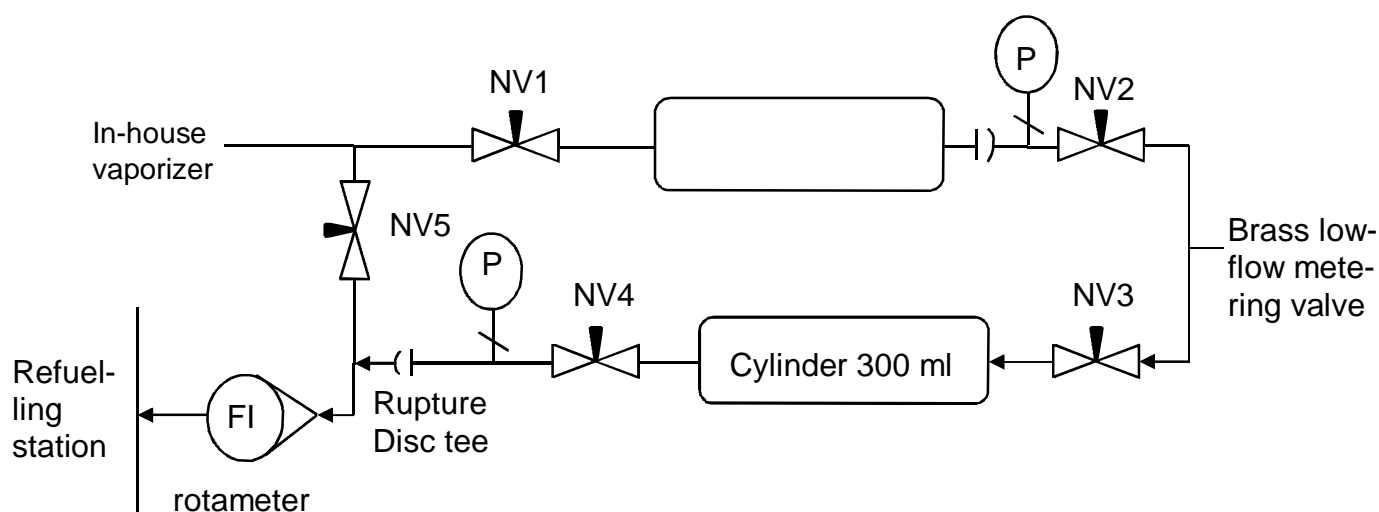 P
NV1
NV2
In-house
vaporizer
NV5
P
Brass low-
flow mete-
ring valve
NV4
NV3
Cylinder 300 ml
Refuel-
ling
station
FI
Rupture
Disc tee
rotameter